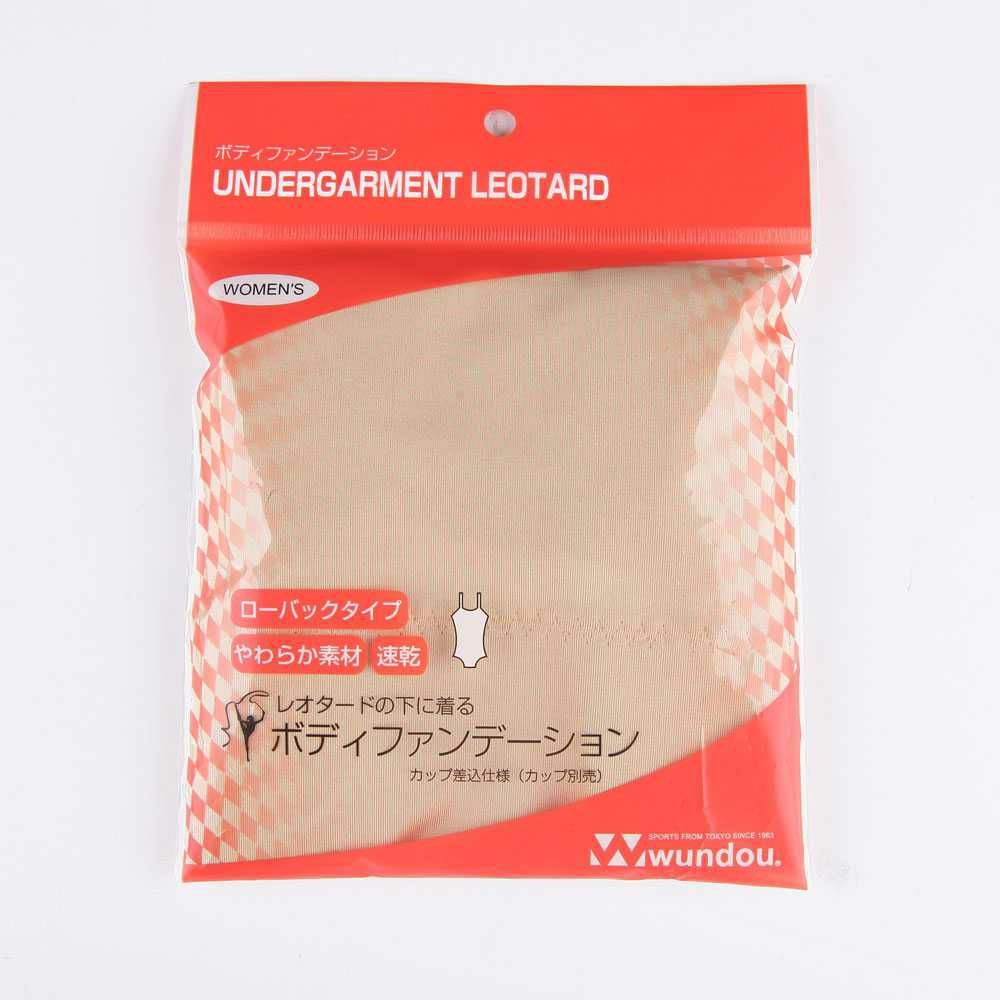 ボディファンデーション
UNDERGARMENT LEOTARD
WOMEN'S
ローバックタイプ
やわらか素材 速乾
レオタードの下に着る
ボディファンデーション
カップ差込仕様（カップ別売）
SPORTS FROM TOKYO SINCE 1963
wundou®